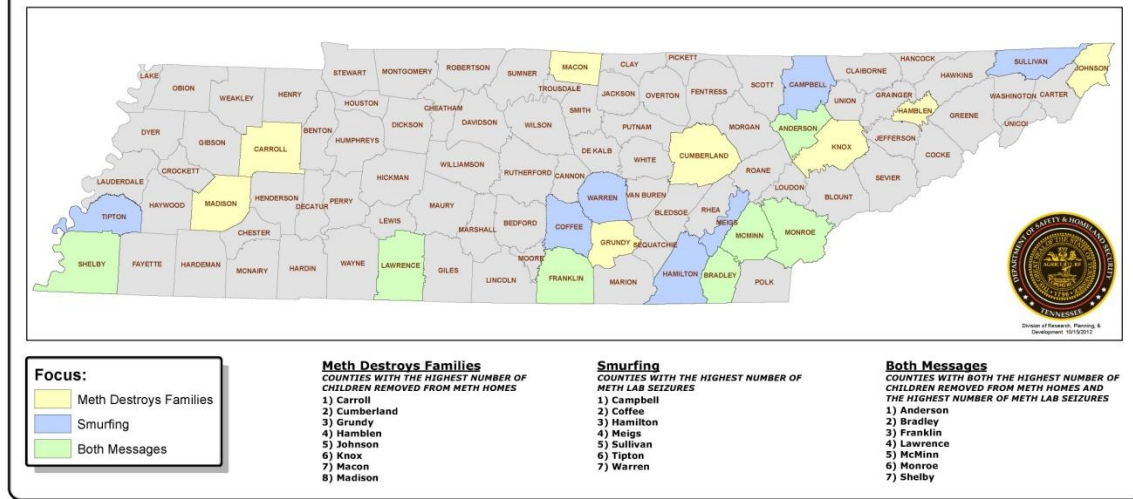 LAKE
OBION
WEAKLEY
HENRY
STEWART
MONTGOMERY
ROBERTSON
SUMNER
MACON
TROUSDALE
CLAY
PICKETT
JACKSON
OVERTON
FENTRESS
SCOTT
CAMPBELL
CLAIBORNE
HANCOCK
HAWKINS
SULLIVAN
JOHNSON
UNION
GRAINGER
HAMBLEN
GREENE
WASHINGTON
CARTER
UNICOI
DYER
GIBSON
CARROLL
BENTON
HOUSTON
HUMPHREYS
DICKSON
CHEATHAM
DAVIDSON
WILSON
SMITH
PUTNAM
DE KALB
WHITE
CUMBERLAND
MORGAN
ANDERSON
KNOX
JEFFERSON
COCKE
SEVIER
LAUDERDALE
CROCKETT
HAYWOOD
MADISON
HENDERSON
DECATUR
PERRY
HICKMAN
WILLIAMSON
RUTHERFORD
CANNON
WARREN
VAN BUREN
BLEDSOE
RHEA
ROANE
LOUDON
BLOUNT
TIPTON
CHESTER
LEWIS
MAURY
MARSHALL
BEDFORD
COFFEE
GRUNDY
SEQUATCHIE
MEIGS
MCMINN
MONROE
SHELBY
FAYETTE
HARDEMAN
MCNAIRY
HARDIN
WAYNE
LAWRENCE
GILES
LINCOLN
MOORE
FRANKLIN
MARION
HAMILTON
BRADLEY
POLK
DEPARTMENT OF SAFETY & HOMELAND SECURITY
AGRICULTURE
COMMERCE
1796
TENNESSEE
Division of Research, Planning, &
Development 10/15/2012
Focus:
Meth Destroys Families
Smurfing
Both Messages
Meth Destroys Families
COUNTIES WITH THE HIGHEST NUMBER OF
CHILDREN REMOVED FROM METH HOMES
1) Carroll
2) Cumberland
3) Grundy
4) Hamblen
5) Johnson
6) Knox
7) Macon
8) Madison
Smurfing
COUNTIES WITH THE HIGHEST NUMBER OF
METH LAB SEIZURES
1) Campbell
2) Coffee
3) Hamilton
4) Meigs
5) Sullivan
6) Tipton
7) Warren
Both Messages
COUNTIES WITH BOTH THE HIGHEST NUMBER OF
CHILDREN REMOVED FROM METH HOMES AND
THE HIGHEST NUMBER OF METH LAB SEIZURES
1) Anderson
2) Bradley
3) Franklin
4) Lawrence
5) McMinn
6) Monroe
7) Shelby